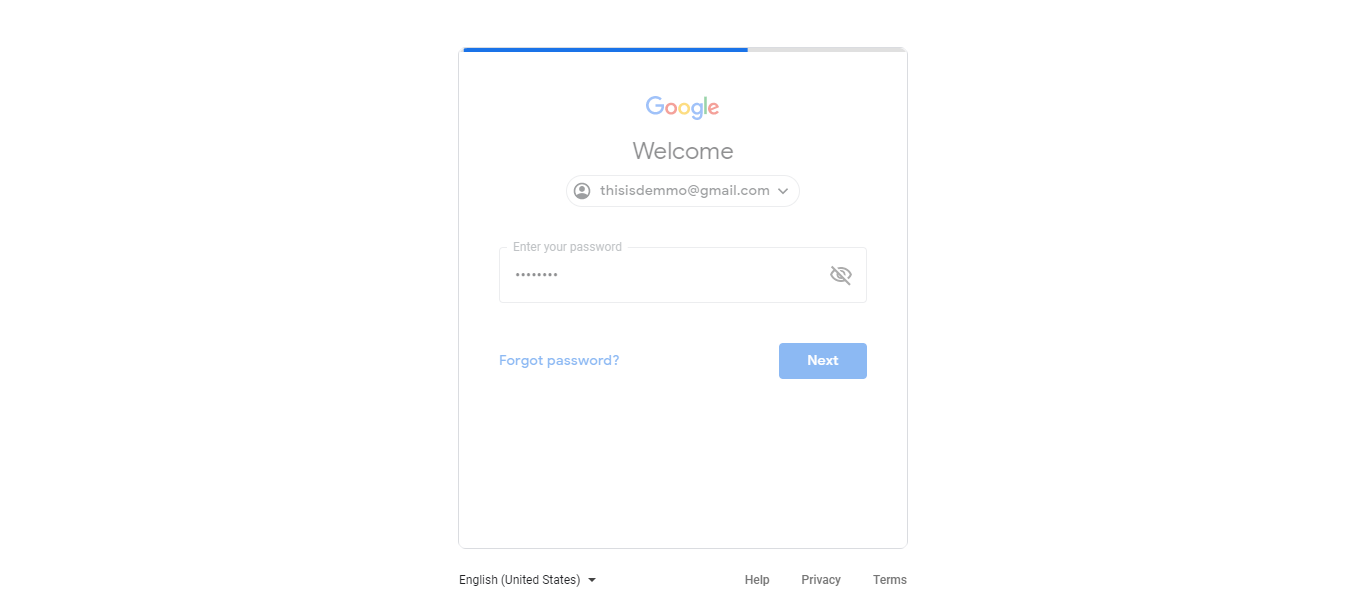 Google
Welcome
thisisdemmo@gmail.com
Enter your password
••••••••
Forgot password?
Next
English (United States)
Help
Privacy
Terms